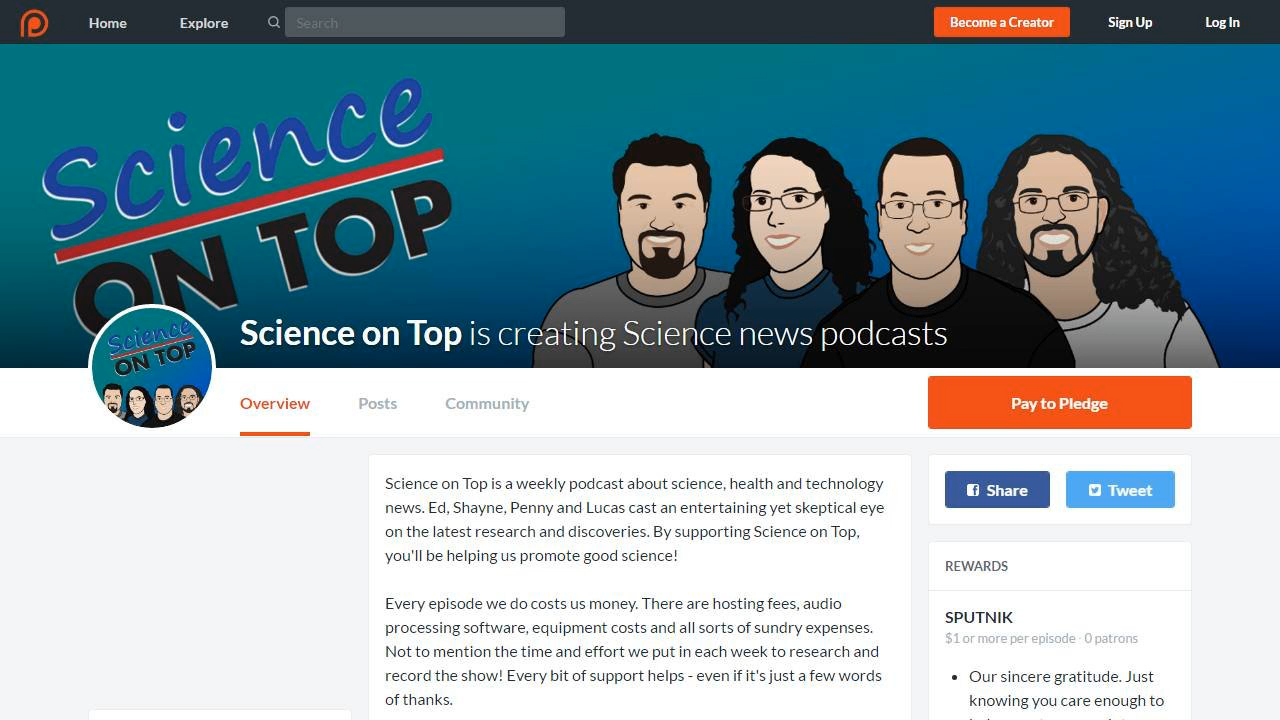 Home
Explore
Search
Become a Creator
Sign Up
Log In
Science
ON TOP
Science
ON TOP
Science on Top is creating Science news podcasts
Overview
Posts
Community
Pay to Pledge
Science on Top is a weekly podcast about science, health and technology
news. Ed, Shayne, Penny and Lucas cast an entertaining yet skeptical eye
on the latest research and discoveries. By supporting Science on Top,
you'll be helping us promote good science!
Every episode we do costs us money. There are hosting fees, audio
processing software, equipment costs and all sorts of sundry expenses.
Not to mention the time and effort we put in each week to research and
record the show! Every bit of support helps - even if it's just a few words
of thanks.
Share
Tweet
REWARDS
SPUTNIK
$1 or more per episode · 0 patrons
• Our sincere gratitude. Just
knowing you care enough to